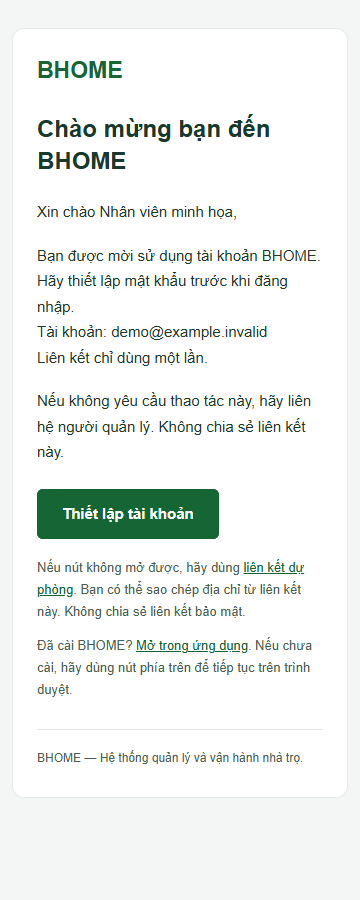 BHOME
Chào mừng bạn đến
BHOME
Xin chào Nhân viên minh họa,
Bạn được mời sử dụng tài khoản BHOME.
Hãy thiết lập mật khẩu trước khi đăng
nhập.
Tài khoản: demo@example.invalid
Liên kết chỉ dùng một lần.
Nếu không yêu cầu thao tác này, hãy liên
hệ người quản lý. Không chia sẻ liên kết
này.
Thiết lập tài khoản
Nếu nút không mở được, hãy dùng liên kết dự
phòng. Bạn có thể sao chép địa chỉ từ liên kết
này. Không chia sẻ liên kết bảo mật.
Đã cài BHOME? Mở trong ứng dụng. Nếu chưa
cài, hãy dùng nút phía trên để tiếp tục trên trình
duyệt.
BHOME — Hệ thống quản lý và vận hành nhà trọ.